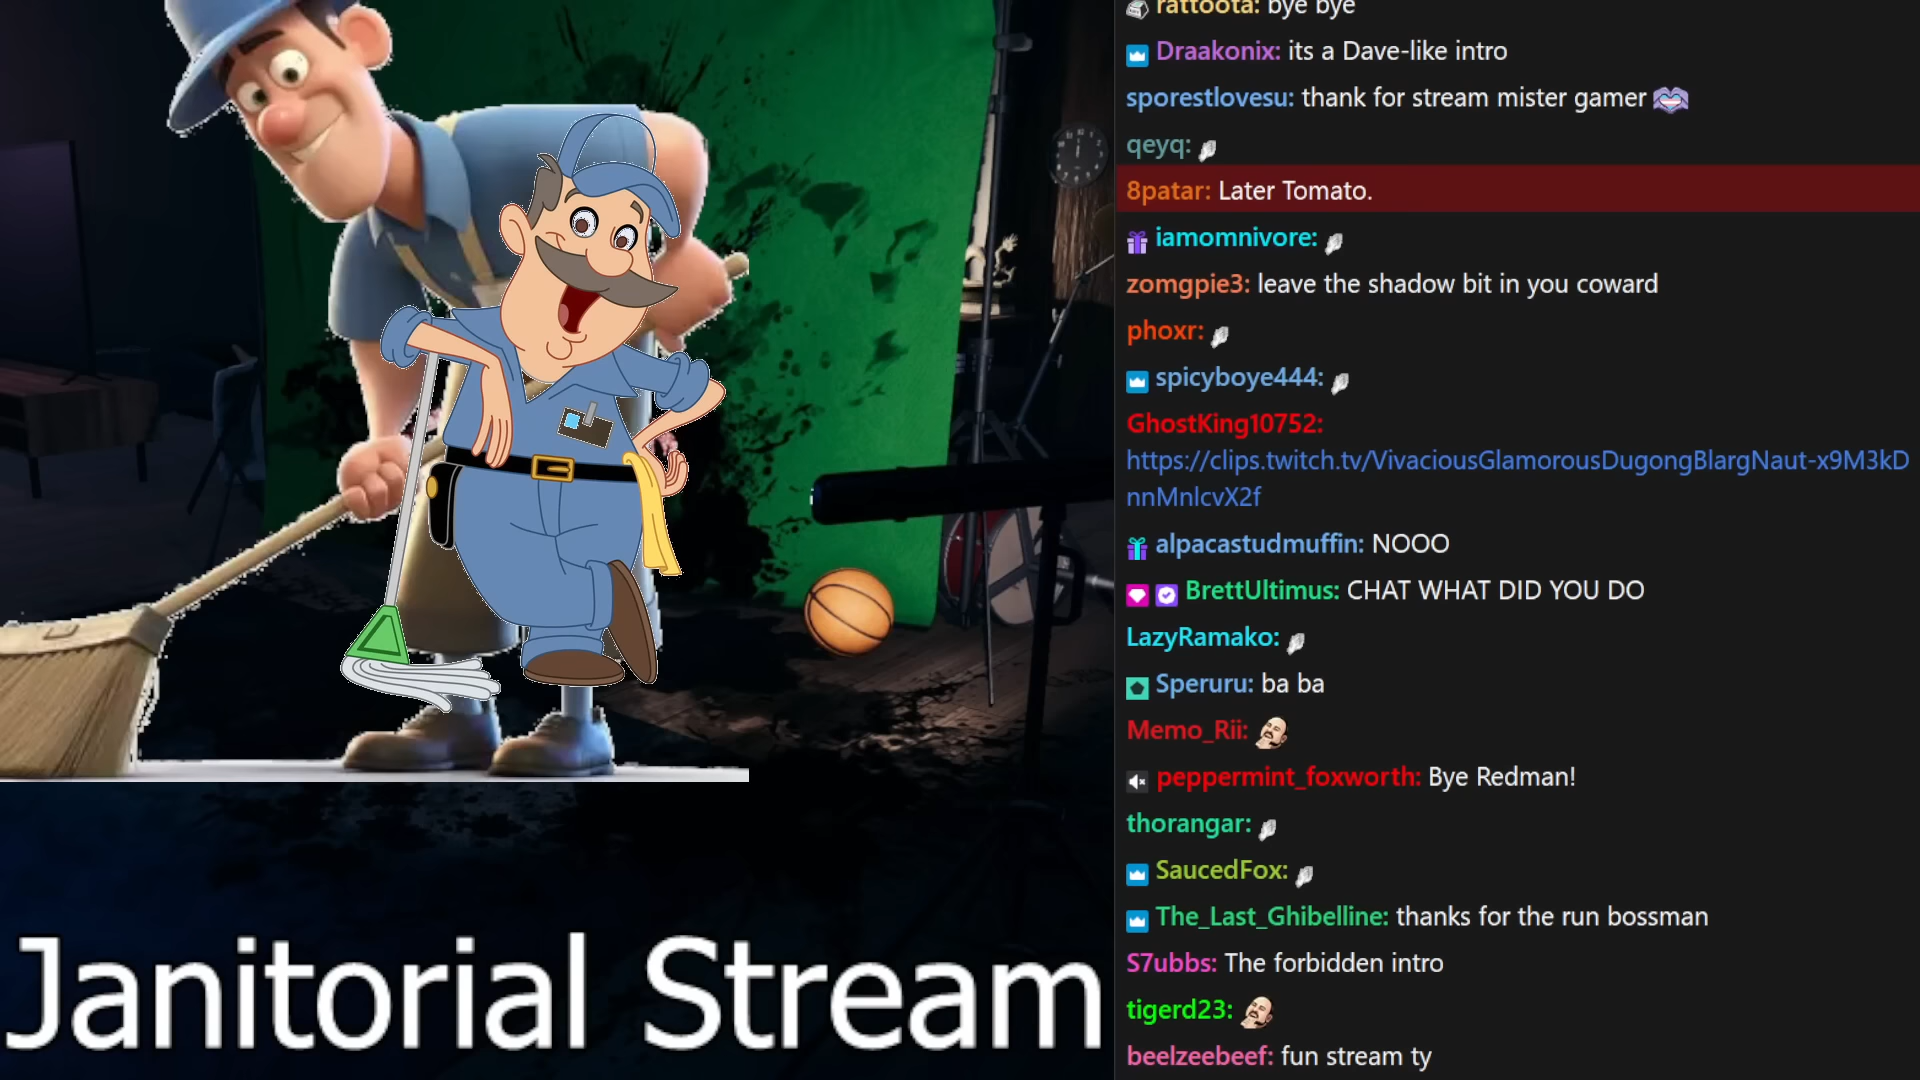 rattoota: bye bye
Draakonix: its a Dave-like intro
sporestlovesu: thank for stream mister gamer
qeyq:
8patar: Later Tomato.
iamomnivore:
zomgpie3: leave the shadow bit in you coward
phoxr:
spicyboye444:
GhostKing10752:
https://clips.twitch.tv/VivaciousGlamorousDugongBlargNaut-x9M3kD
nnMnlcvX2f
alpacastudmuffin: NOOO
BrettUltimus: CHAT WHAT DID YOU DO
LazyRamako:
Speruru: ba ba
Memo_Rii:
peppermint_foxworth: Bye Redman!
thorangar:
SaucedFox:
The_Last_Ghibelline: thanks for the run bossman
S7ubbs: The forbidden intro
tigerd23:
beelzeebeef: fun stream ty
Janitorial Stream